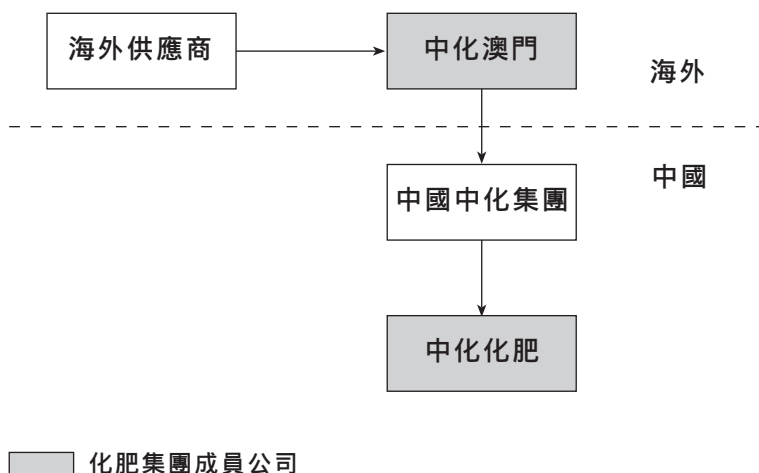 海外供應商
中化澳門
海外
中國
中國中化集團
中化化肥
化肥集團成員公司